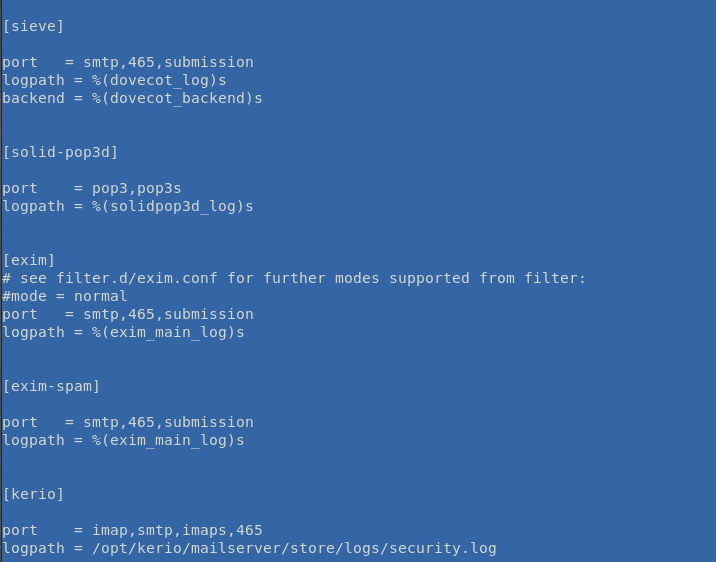 [sieve]
port   = smtp,465,submission
logpath = %(dovecot_log)s
backend = %(dovecot_backend)s
[solid-pop3d]
port    = pop3,pop3s
logpath = %(solidpop3d_log)s
[exim]
# see filter.d/exim.conf for further modes supported from filter:
#mode = normal
port   = smtp,465,submission
logpath = %(exim_main_log)s
[exim-spam]
port   = smtp,465,submission
logpath = %(exim_main_log)s
[kerio]
port    = imap,smtp,imaps,465
logpath = /opt/kerio/mailserver/store/logs/security.log